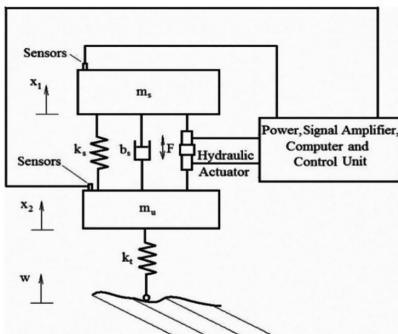 Sensors
x₁
mₛ
kₛ
bₛ
F
Hydraulic
Actuator
Power, Signal Amplifier,
Computer and
Control Unit
Sensors
x₂
mᵤ
kₜ
w